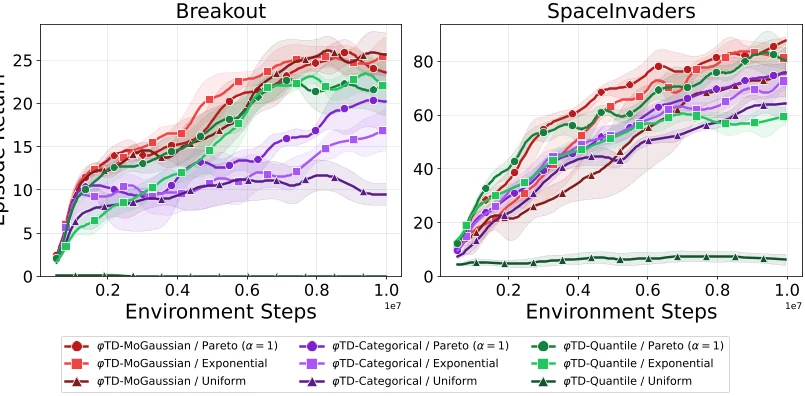 Breakout
SpaceInvaders
Episode Return
25
20
15
10
5
0
0.2
0.4
0.6
0.8
1.0
1e7
Environment Steps
80
60
40
20
0
0.2
0.4
0.6
0.8
1.0
1e7
Environment Steps
φTD-MoGaussian / Pareto (α = 1)
φTD-MoGaussian / Exponential
φTD-MoGaussian / Uniform
φTD-Categorical / Pareto (α = 1)
φTD-Categorical / Exponential
φTD-Categorical / Uniform
φTD-Quantile / Pareto (α = 1)
φTD-Quantile / Exponential
φTD-Quantile / Uniform